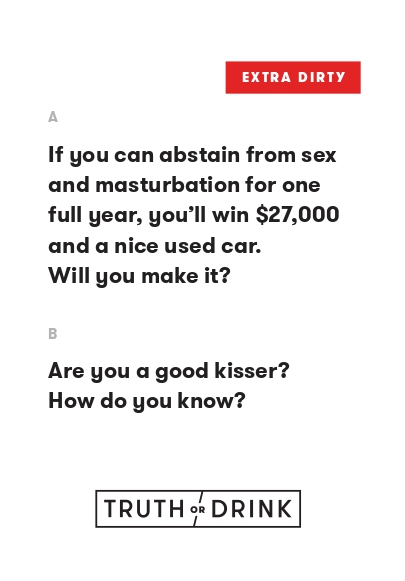 EXTRA DIRTY
A
If you can abstain from sex
and masturbation for one
full year, you’ll win $27,000
and a nice used car.
Will you make it?
B
Are you a good kisser?
How do you know?
TRUTH OR DRINK